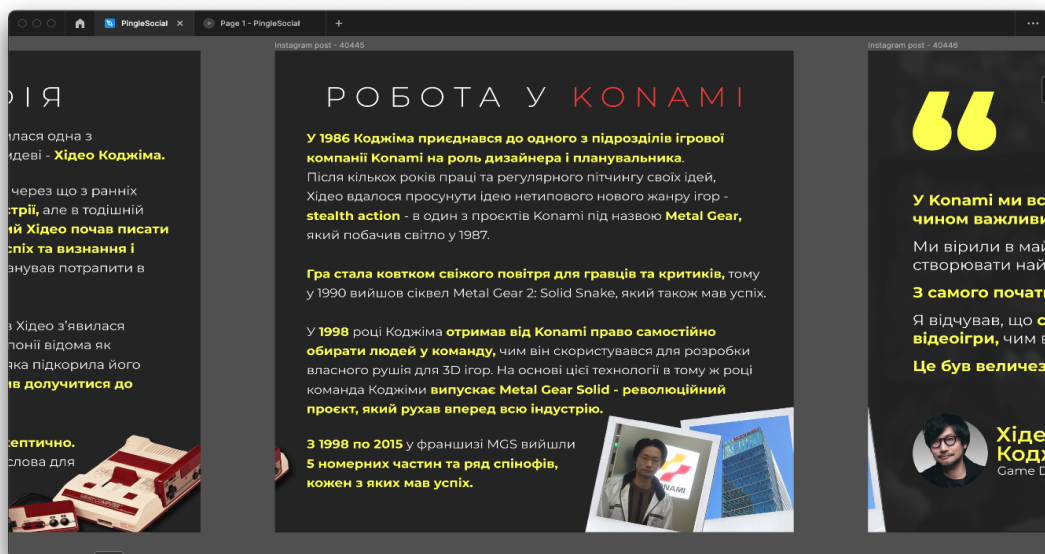 PingleSocial
Page 1 - PingleSocial
Instagram post - 40445
Instagram post - 40446
ІЯ
илася одна з
идеві - Хідео Коджіма.
через що з ранніх
стрії, але в тодішній
ий Хідео почав писати
спіх та визнання і
анував потрапити в
в Хідео з’явилася
понії відома як
яка підкорила його
ив долучитися до
кептично.
слова для
РОБОТА У KONAMI
У 1986 Коджіма приєднався до одного з підрозділів ігрової
компанії Konami на роль дизайнера і планувальника.
Після кількох років праці та регулярного пітчингу своїх ідей,
Хідео вдалося просунути ідею нетипового нового жанру ігор -
stealth action - в один з проєктів Konami під назвою Metal Gear,
який побачив світло у 1987.
Гра стала ковтком свіжого повітря для гравців та критиків, тому
у 1990 вийшов сіквел Metal Gear 2: Solid Snake, який також мав успіх.
У 1998 році Коджіма отримав від Konami право самостійно
обирати людей у команду, чим він скористувався для розробки
власного рушія для 3D ігор. На основі цієї технології в тому ж році
команда Коджіми випускає Metal Gear Solid - революційний
проєкт, який рухав вперед всю індустрію.
З 1998 по 2015 у франшизі MGS вийшли
5 номерних частин та ряд спінофів,
кожен з яких мав успіх.
KONAMI
“
У Konami ми вс
чином важливи
Ми вірили в май
створювати най
З самого почат
Я відчував, що с
відеоігри, чим в
Це був величез
Хідео
Кодж
Game D